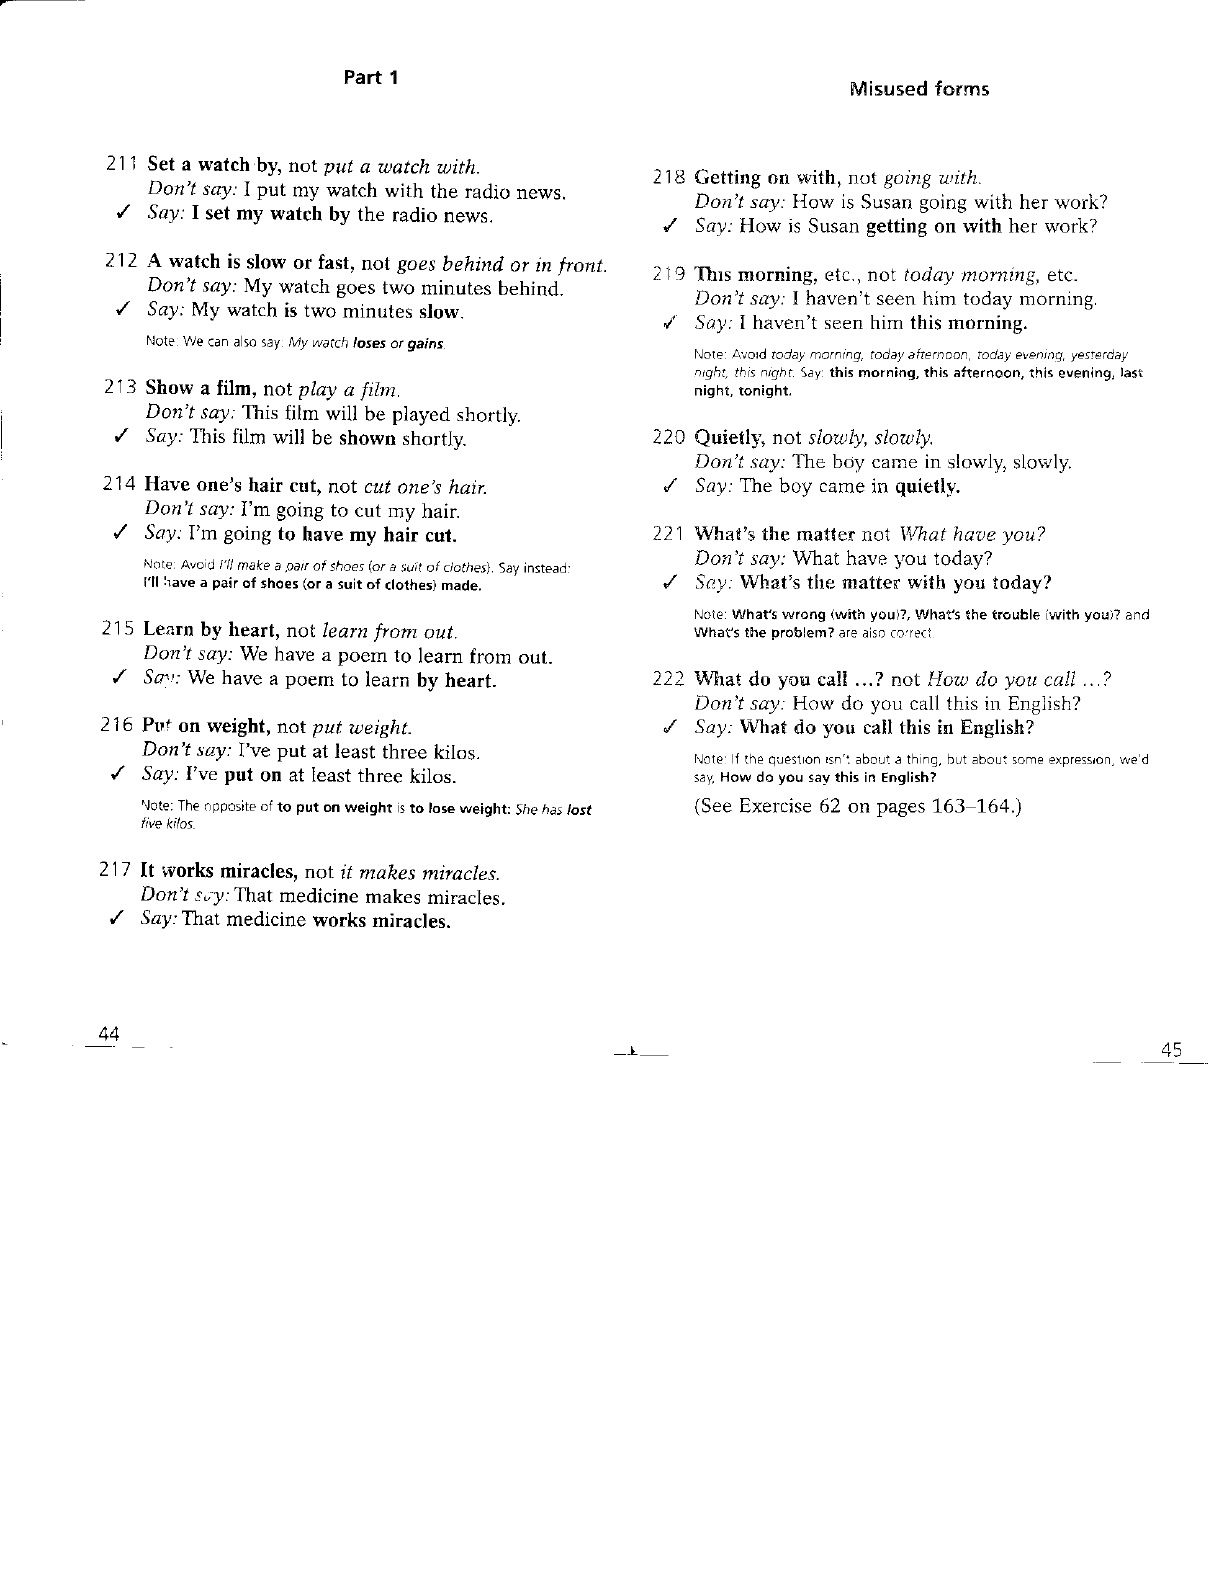 Part 1
211 Set a watch by, not put a watch with.
Don't say: I put my watch with the radio news.
✓ Say: I set my watch by the radio news.
212 A watch is slow or fast, not goes behind or in front.
Don't say: My watch goes two minutes behind.
✓ Say: My watch is two minutes slow.
Note: We can also say: My watch loses or gains.
213 Show a film, not play a film.
Don't say: This film will be played shortly.
✓ Say: This film will be shown shortly.
214 Have one's hair cut, not cut one's hair.
Don't say: I'm going to cut my hair.
✓ Say: I'm going to have my hair cut.
Note: Avoid I'll make a pair of shoes (or a suit of clothes). Say instead:
I'll have a pair of shoes (or a suit of clothes) made.
215 Learn by heart, not learn from out.
Don't say: We have a poem to learn from out.
✓ Say: We have a poem to learn by heart.
216 Put on weight, not put weight.
Don't say: I've put at least three kilos.
✓ Say: I've put on at least three kilos.
Note: The opposite of to put on weight is to lose weight: She has lost
five kilos.
217 It works miracles, not it makes miracles.
Don't say: That medicine makes miracles.
✓ Say: That medicine works miracles.
44
Misused forms
218 Getting on with, not going with.
Don't say: How is Susan going with her work?
✓ Say: How is Susan getting on with her work?
219 This morning, etc., not today morning, etc.
Don't say: I haven't seen him today morning.
✓ Say: I haven't seen him this morning.
Note: Avoid today morning, today afternoon, today evening, yesterday
night, this night. Say: this morning, this afternoon, this evening, last
night, tonight.
220 Quietly, not slowly, slowly.
Don't say: The boy came in slowly, slowly.
✓ Say: The boy came in quietly.
221 What's the matter not What have you?
Don't say: What have you today?
✓ Say: What's the matter with you today?
Note: What's wrong (with you)?, What's the trouble (with you)? and
What's the problem? are also correct.
222 What do you call ...? not How do you call ...?
Don't say: How do you call this in English?
✓ Say: What do you call this in English?
Note: If the question isn't about a thing, but about some expression, we'd
say, How do you say this in English?
(See Exercise 62 on pages 163–164.)
45